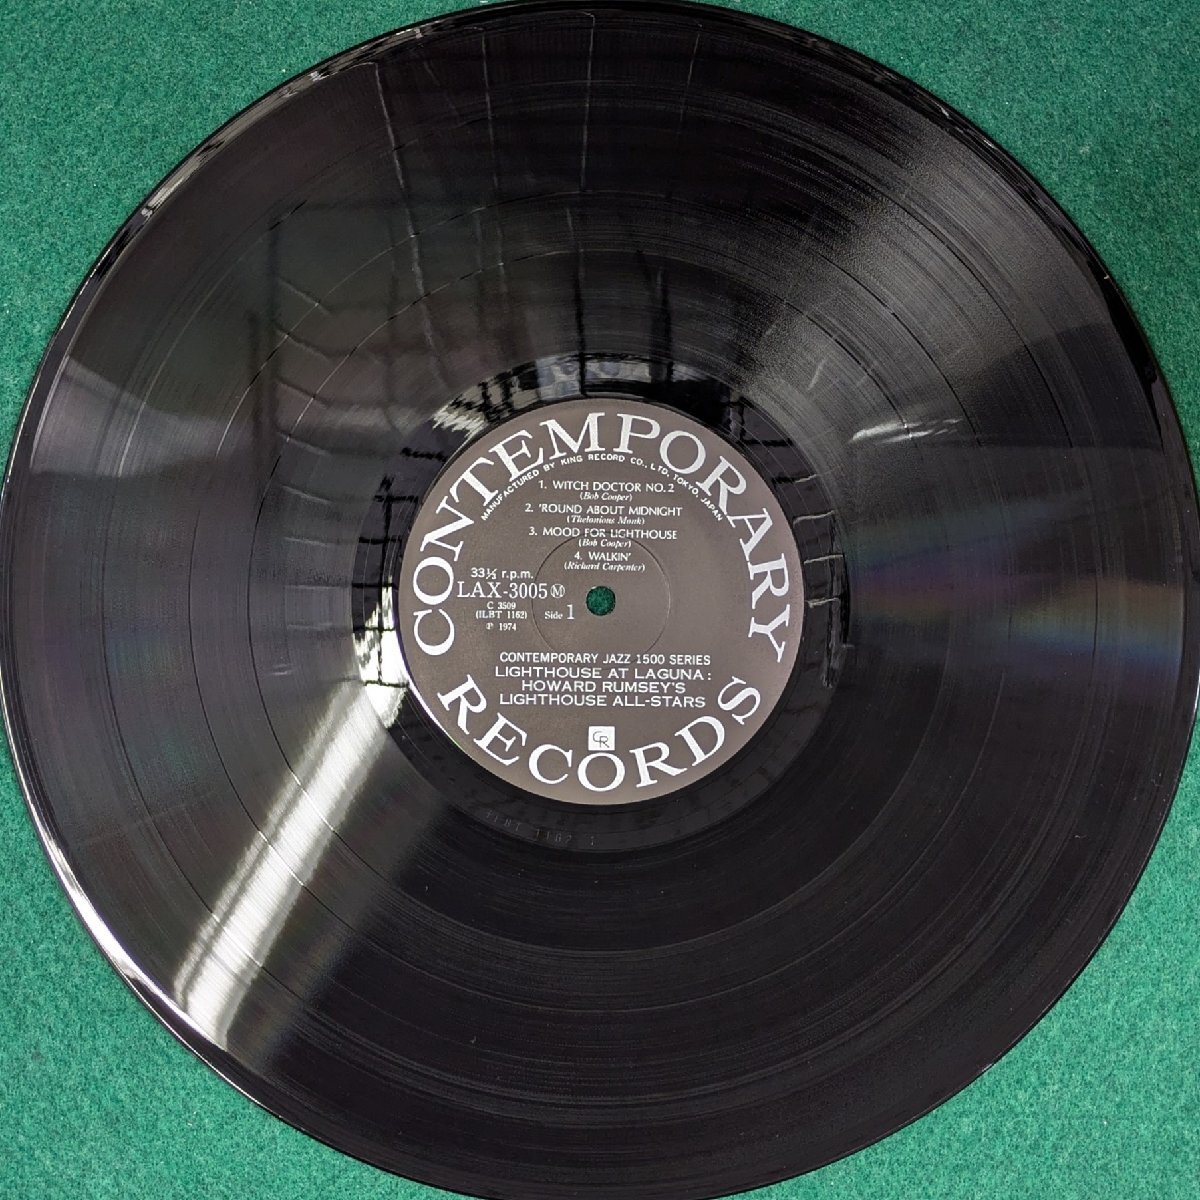 CONTEMPORARY
MANUFACTURED BY KING RECORD CO., LTD, TOKYO, JAPAN
1. WITCH DOCTOR NO.2
(Bob Cooper)
2. 'ROUND ABOUT MIDNIGHT
(Thelonious Monk)
3. MOOD FOR LIGHTHOUSE
(Bob Cooper)
4. WALKIN'
(Richard Carpenter)
33⅓ r.p.m.
LAX-3005 Ⓜ
C 3509
(ILBT 1162) Side 1
℗ 1974
CONTEMPORARY JAZZ 1500 SERIES
LIGHTHOUSE AT LAGUNA:
HOWARD RUMSEY'S
LIGHTHOUSE ALL-STARS
CR
RECORDS